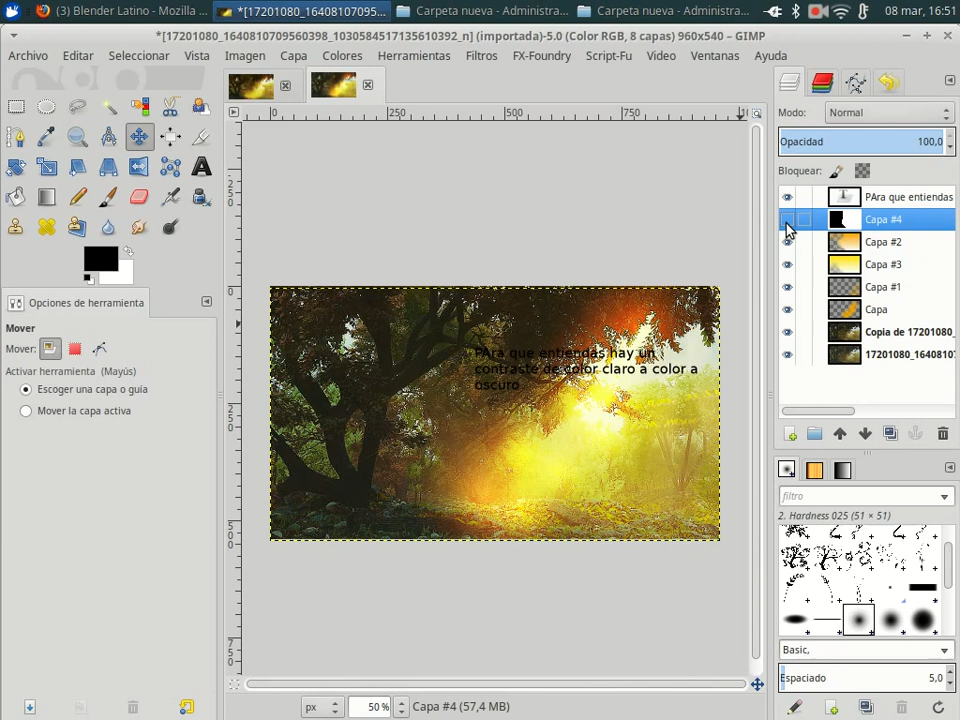 (3) Blender Latino - Mozilla ...
*[17201080_16408107095...
Carpeta nueva - Administra...
Carpeta nueva - Administra...
08 mar, 16:51
*[17201080_1640810709560398_1030584517135610392_n] (importada)-5.0 (Color RGB, 8 capas) 960x540 – GIMP
Archivo Editar Seleccionar Vista Imagen Capa Colores Herramientas Filtros FX-Foundry Script-Fu Video Ventanas Ayuda
Modo: Normal
Opacidad 100,0
Bloquear:
PAra que entiendas
Capa #4
Capa #2
Capa #3
Capa #1
Capa
Copia de 17201080_
17201080_16408107
0 250 500 750
PAra que entiendas hay un
contraste de color claro a color a
oscuro
Opciones de herramienta
Mover
Mover:
Activar herramienta (Mayús)
Escoger una capa o guía
Mover la capa activa
filtro
2. Hardness 025 (51 × 51)
Basic,
Espaciado 5,0
px 50 % Capa #4 (57,4 MB)